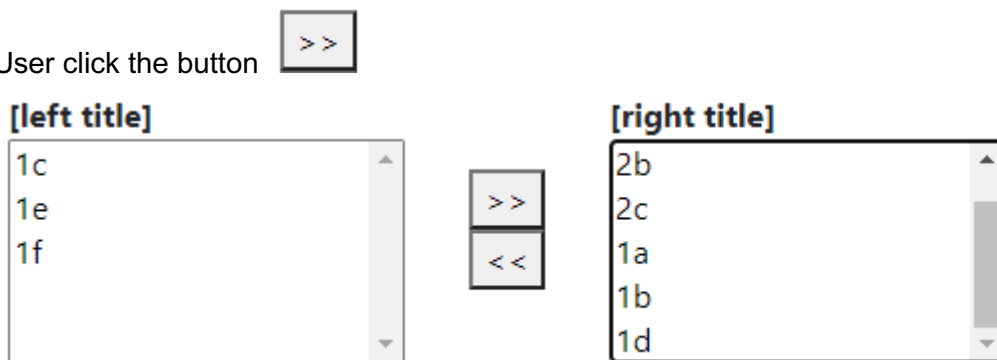 User click the button >>
[left title] [right title]
1c 2b
1e >> 2c
1f << 1a
1b
1d